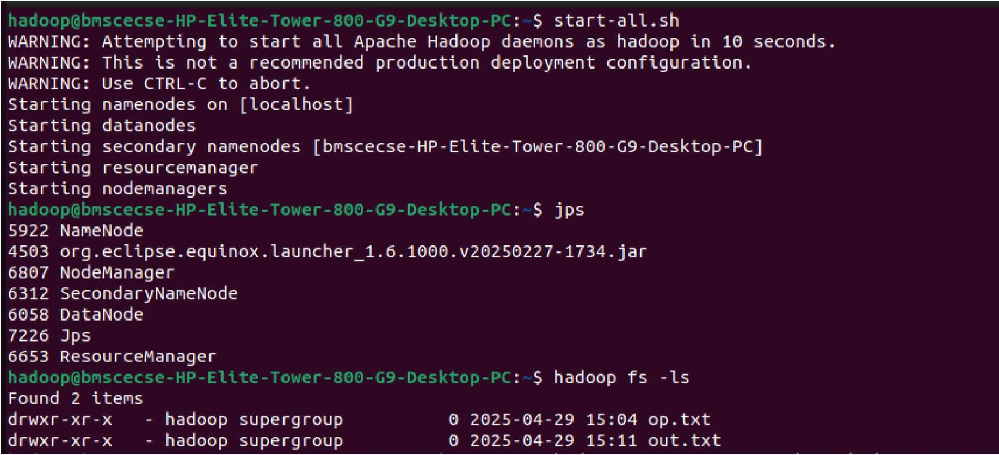 hadoop@bmscecse-HP-Elite-Tower-800-G9-Desktop-PC:~$ start-all.sh
WARNING: Attempting to start all Apache Hadoop daemons as hadoop in 10 seconds.
WARNING: This is not a recommended production deployment configuration.
WARNING: Use CTRL-C to abort.
Starting namenodes on [localhost]
Starting datanodes
Starting secondary namenodes [bmscecse-HP-Elite-Tower-800-G9-Desktop-PC]
Starting resourcemanager
Starting nodemanagers
hadoop@bmscecse-HP-Elite-Tower-800-G9-Desktop-PC:~$ jps
5922 NameNode
4503 org.eclipse.equinox.launcher_1.6.1000.v20250227-1734.jar
6807 NodeManager
6312 SecondaryNameNode
6058 DataNode
7226 Jps
6653 ResourceManager
hadoop@bmscecse-HP-Elite-Tower-800-G9-Desktop-PC:~$ hadoop fs -ls
Found 2 items
drwxr-xr-x   - hadoop supergroup          0 2025-04-29 15:04 op.txt
drwxr-xr-x   - hadoop supergroup          0 2025-04-29 15:11 out.txt